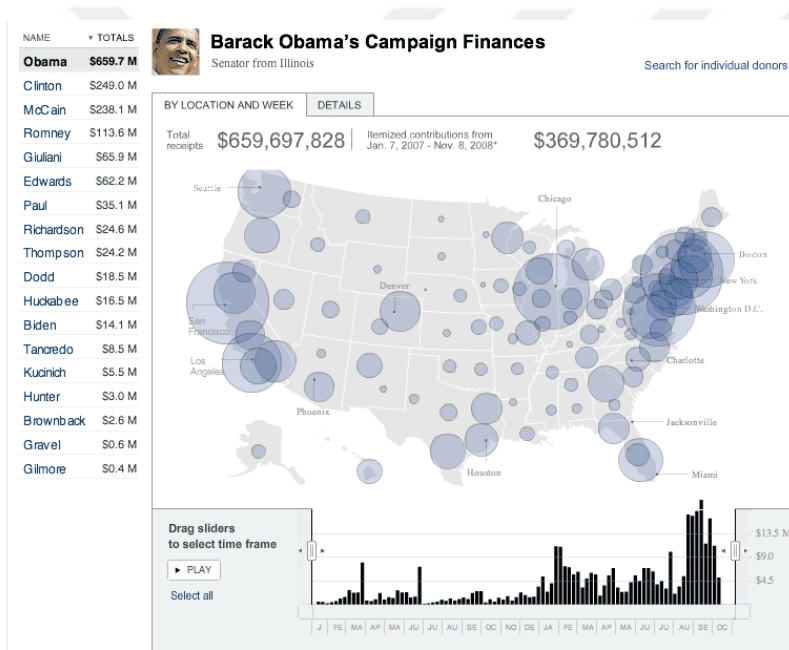 NAME ▼ TOTALS
Obama $659.7 M
Clinton $249.0 M
McCain $238.1 M
Romney $113.6 M
Giuliani $65.9 M
Edwards $62.2 M
Paul $35.1 M
Richardson $24.6 M
Thompson $24.2 M
Dodd $18.5 M
Huckabee $16.5 M
Biden $14.1 M
Tancredo $8.5 M
Kucinich $5.5 M
Hunter $3.0 M
Brownback $2.6 M
Gravel $0.6 M
Gilmore $0.4 M
Barack Obama's Campaign Finances
Senator from Illinois
Search for individual donors
BY LOCATION AND WEEK DETAILS
Total receipts $659,697,828
Itemized contributions from
Jan. 7, 2007 - Nov. 8, 2008* $369,780,512
Seattle
Chicago
Boston
New York
Denver
Washington D.C.
San
Francisco
Los
Angeles
Charlotte
Phoenix
Jacksonville
Houston
Miami
Drag sliders
to select time frame
► PLAY
Select all
$13.5 M
$9.0
$4.5
J FE MA AP MA JU JU AU SE OC NO DE JA FE MA AP MA JU JU AU SE OC